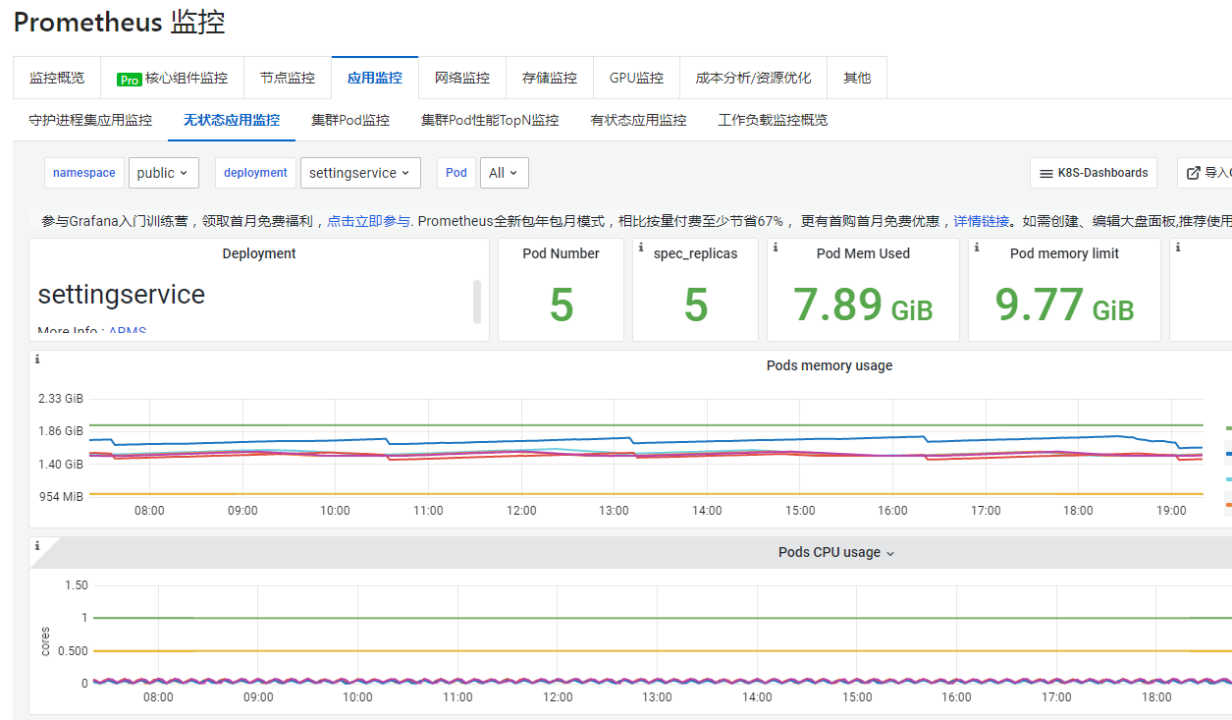 Prometheus 监控
监控概览 Pro 核心组件监控 节点监控 应用监控 网络监控 存储监控 GPU监控 成本分析/资源优化 其他
守护进程集应用监控 无状态应用监控 集群Pod监控 集群Pod性能TopN监控 有状态应用监控 工作负载监控概览
namespace public deployment settingservice Pod All K8S-Dashboards 导入
参与Grafana入门训练营，领取首月免费福利，点击立即参与. Prometheus全新包年包月模式，相比按量付费至少节省67%， 更有首购首月免费优惠，详情链接。如需创建、编辑大盘面板,推荐使用
Deployment Pod Number spec_replicas Pod Mem Used Pod memory limit
settingservice 5 5 7.89 GiB 9.77 GiB
More Info : ARMS
Pods memory usage
2.33 GiB
1.86 GiB
1.40 GiB
954 MiB
08:00 09:00 10:00 11:00 12:00 13:00 14:00 15:00 16:00 17:00 18:00 19:00
Pods CPU usage
1.50
1
cores
0.500
0
08:00 09:00 10:00 11:00 12:00 13:00 14:00 15:00 16:00 17:00 18:00